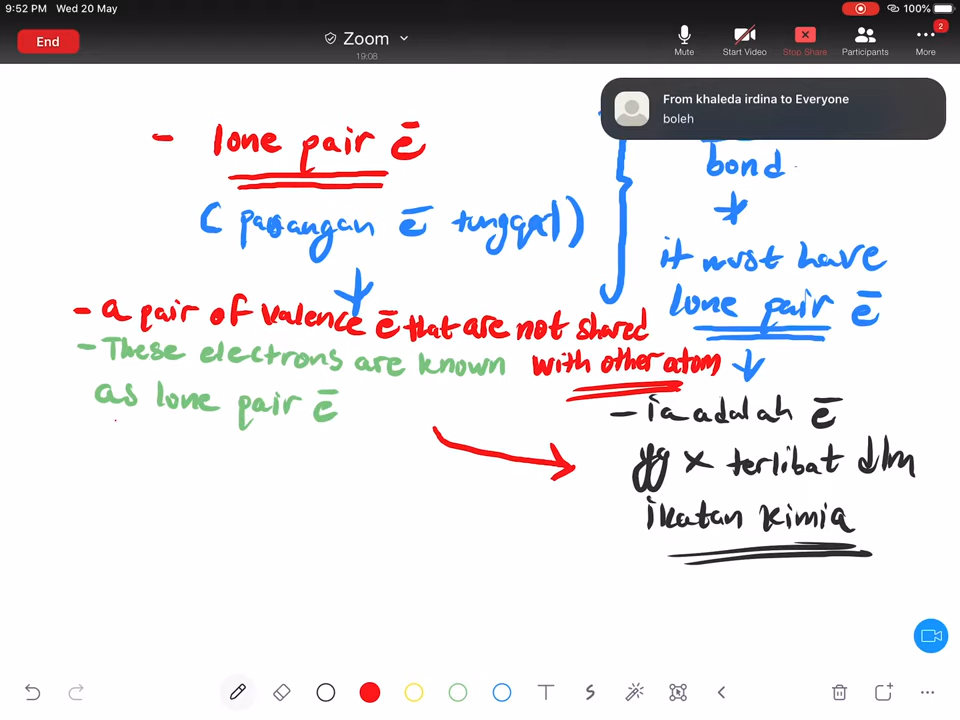 9:52 PM Wed 20 May
100%
End
Zoom
19:08
Mute
Start Video
Stop Share
Participants
2
More
From khaleda irdina to Everyone
boleh
- lone pair ē
(pasangan ē tunggal)
- a pair of valence ē that are not shared
with other atom
- These electrons are known
as lone pair ē
bond
it must have
lone pair ē
- ia adalah ē
yg x terlibat dlm
ikatan kimia
T